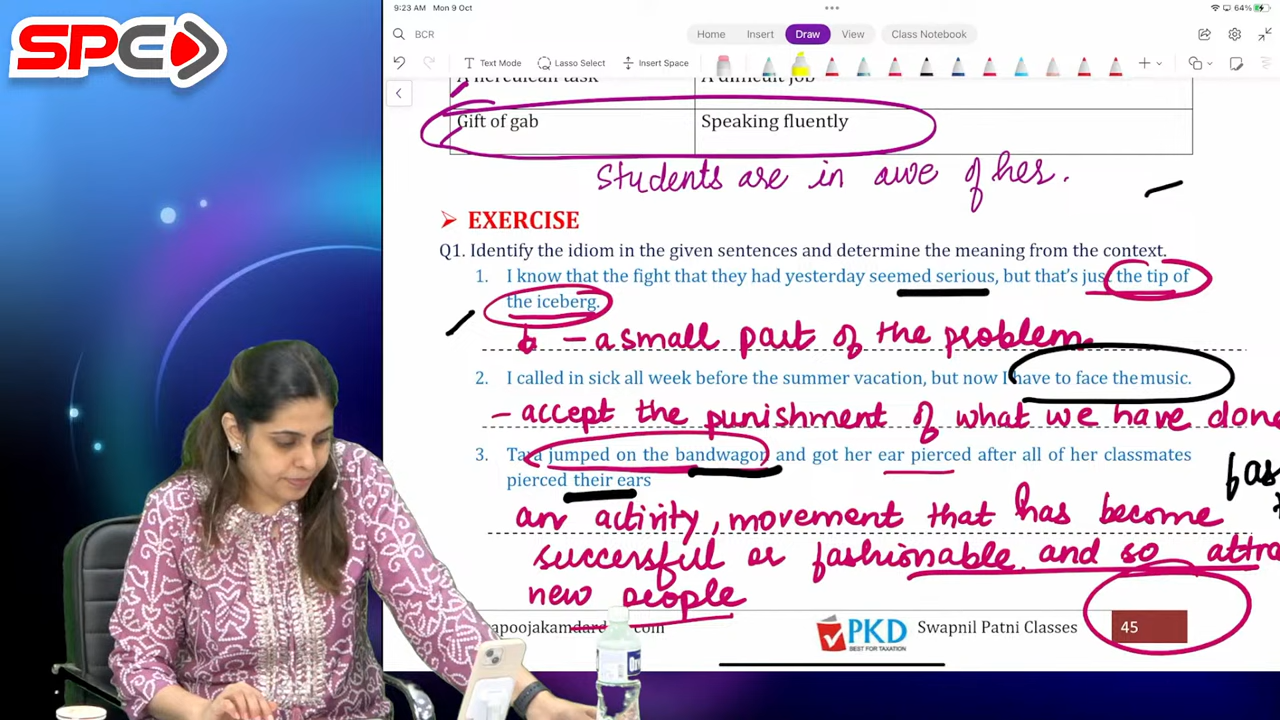 9:23 AM Mon 9 Oct
64%
SPC
BCR
Home Insert Draw View Class Notebook
Text Mode Lasso Select Insert Space
A herculean task A difficult job
Gift of gab Speaking fluently
Students are in awe of her.
EXERCISE
Q1. Identify the idiom in the given sentences and determine the meaning from the context.
1. I know that the fight that they had yesterday seemed serious, but that's just the tip of
the iceberg.
– a small part of the problem.
2. I called in sick all week before the summer vacation, but now I have to face the music.
– accept the punishment of what we have done
3. Tara jumped on the bandwagon and got her ear pierced after all of her classmates
pierced their ears
an activity, movement that has become
successful or fashionable and so attra
new people
PKD
BEST FOR TAXATION
Swapnil Patni Classes
45